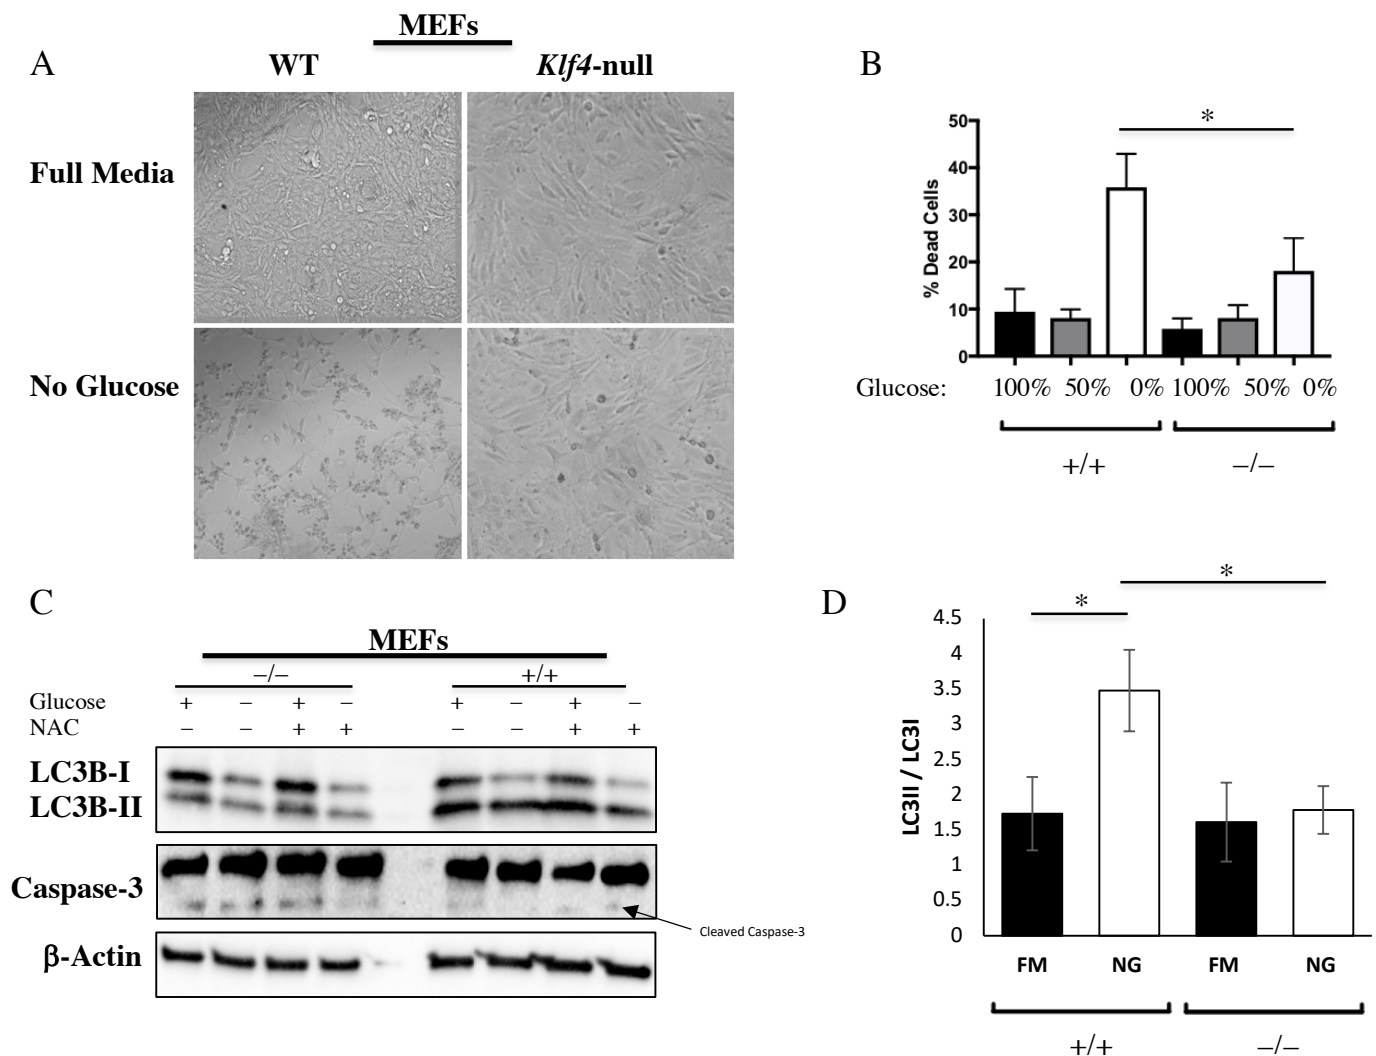 MEFs
A
WT
Klf4-null
Full Media
No Glucose
B
*
50
40
30
20
10
0
% Dead Cells
Glucose: 100% 50% 0% 100% 50% 0%
+/+ −/−
C
MEFs
−/− +/+
Glucose + − + − + − + −
NAC − − + + − − + +
LC3B-I
LC3B-II
Caspase-3
Cleaved Caspase-3
β-Actin
D
*
*
4.5
4
3.5
3
2.5
2
1.5
1
0.5
0
LC3II / LC3I
FM NG FM NG
+/+ −/−